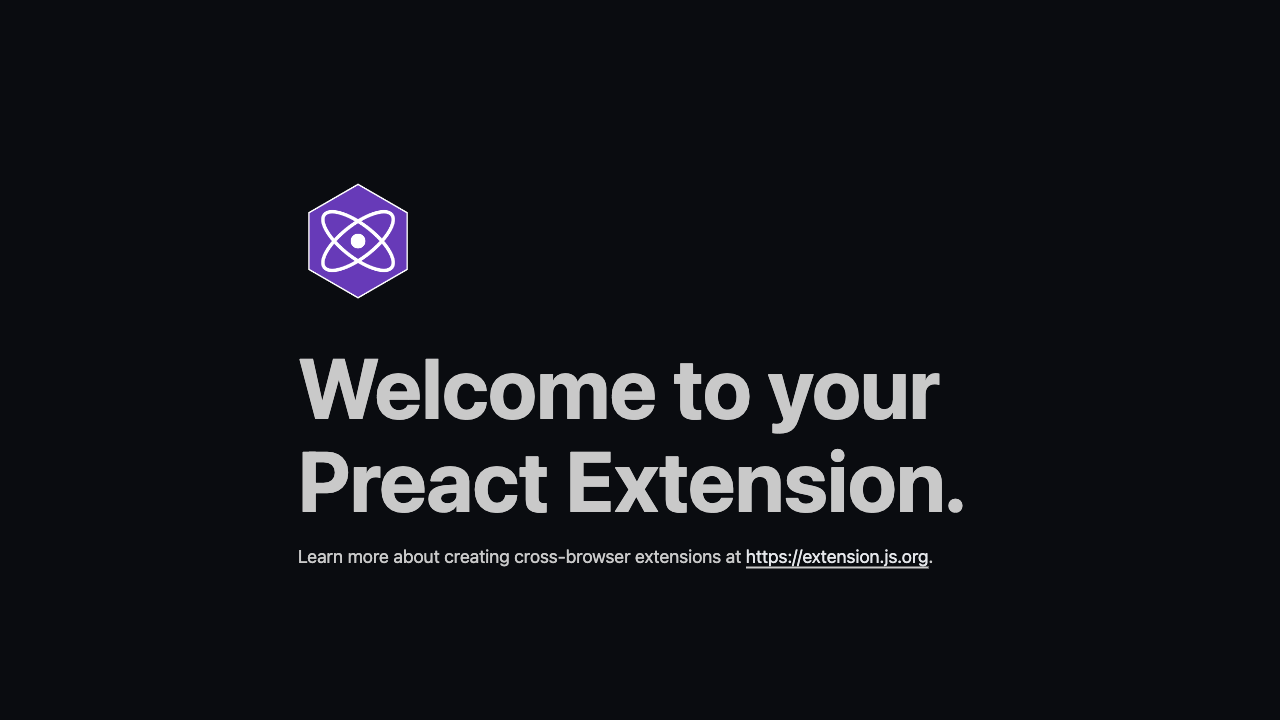 Welcome to your
Preact Extension.
Learn more about creating cross-browser extensions at https://extension.js.org.